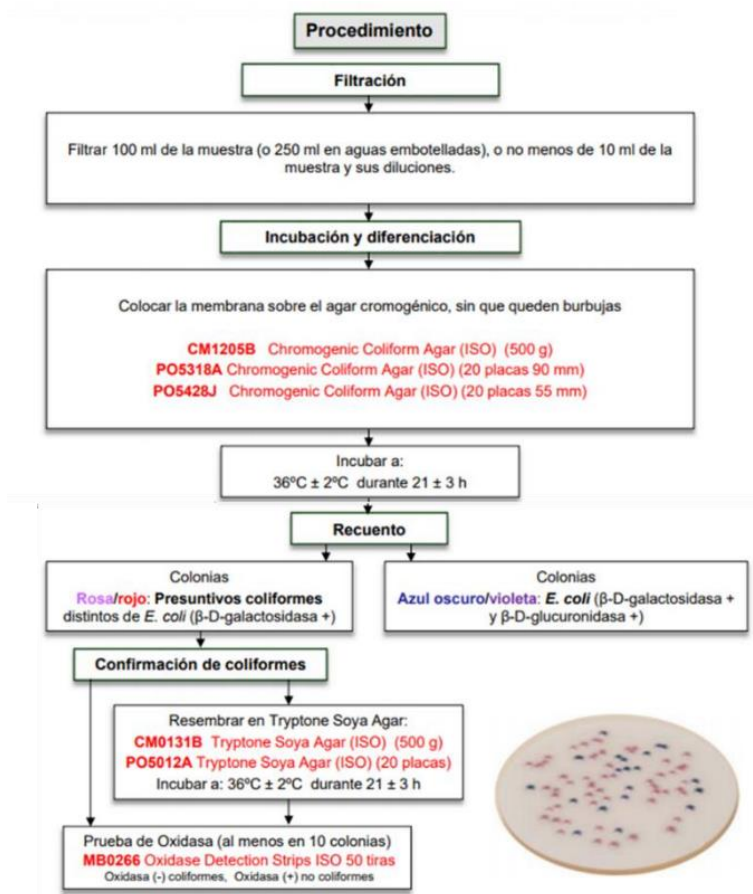 Procedimiento
Filtración
Filtrar 100 ml de la muestra (o 250 ml en aguas embotelladas), o no menos de 10 ml de la
muestra y sus diluciones.
Incubación y diferenciación
Colocar la membrana sobre el agar cromogénico, sin que queden burbujas
CM1205B Chromogenic Coliform Agar (ISO) (500 g)
PO5318A Chromogenic Coliform Agar (ISO) (20 placas 90 mm)
PO5428J Chromogenic Coliform Agar (ISO) (20 placas 55 mm)
Incubar a:
36ºC ± 2ºC durante 21 ± 3 h
Recuento
Colonias
Rosa/rojo: Presuntivos coliformes
distintos de E. coli (β-D-galactosidasa +)
Colonias
Azul oscuro/violeta: E. coli (β-D-galactosidasa +
y β-D-glucuronidasa +)
Confirmación de coliformes
Resembrar en Tryptone Soya Agar:
CM0131B Tryptone Soya Agar (ISO) (500 g)
PO5012A Tryptone Soya Agar (ISO) (20 placas)
Incubar a: 36ºC ± 2ºC durante 21 ± 3 h
Prueba de Oxidasa (al menos en 10 colonias)
MB0266 Oxidase Detection Strips ISO 50 tiras
Oxidasa (-) coliformes, Oxidasa (+) no coliformes